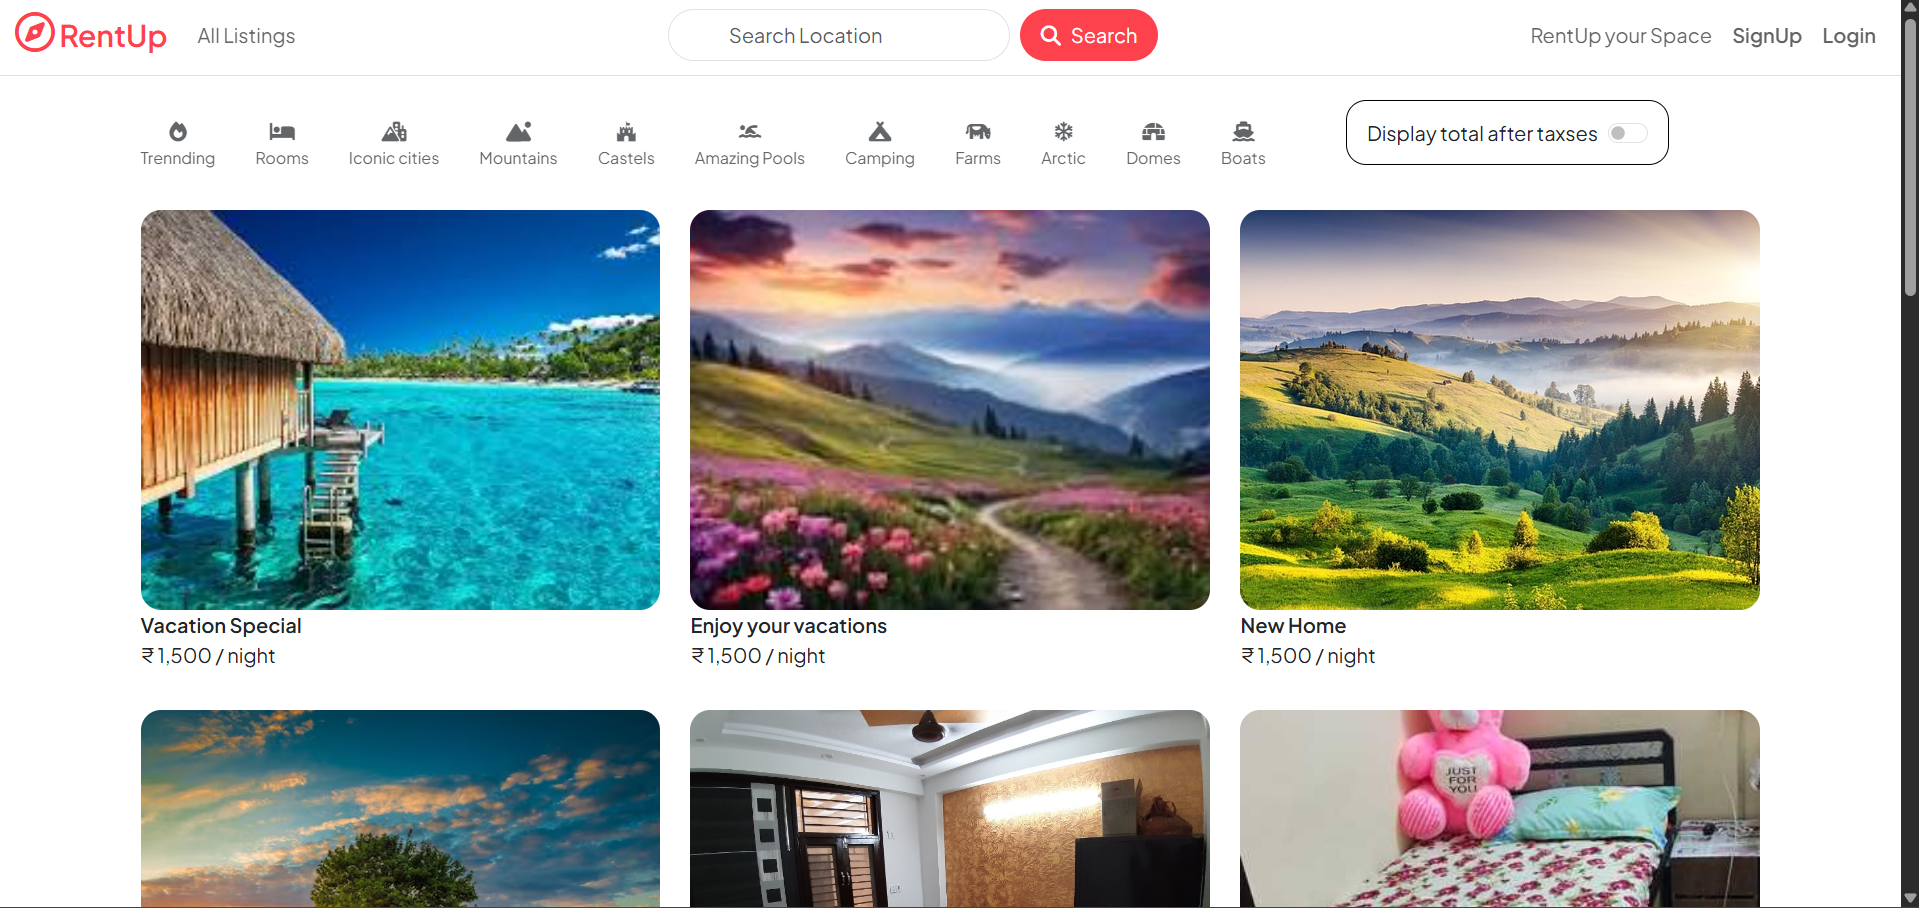 RentUp
All Listings
Search Location
Search
RentUp your Space
SignUp
Login
Trennding
Rooms
Iconic cities
Mountains
Castels
Amazing Pools
Camping
Farms
Arctic
Domes
Boats
Display total after taxses
Vacation Special
₹1,500 / night
Enjoy your vacations
₹1,500 / night
New Home
₹1,500 / night
JUST
FOR
YOU